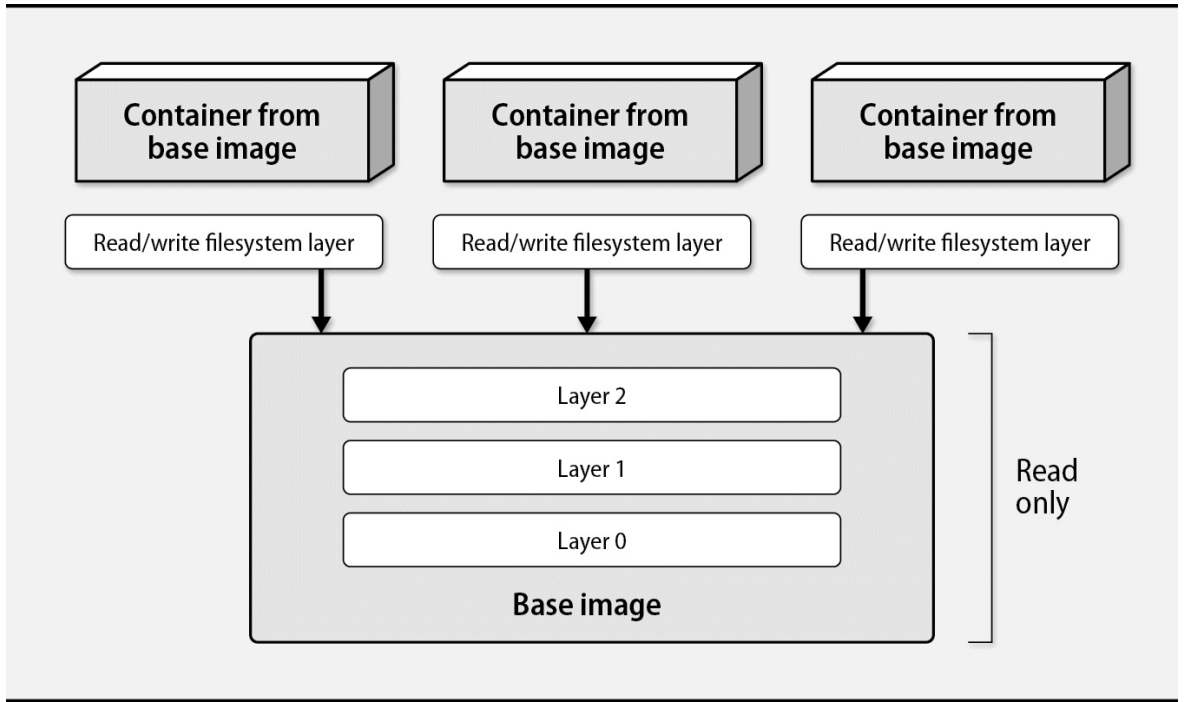 Container from
base image
Container from
base image
Container from
base image
Read/write filesystem layer
Read/write filesystem layer
Read/write filesystem layer
Layer 2
Layer 1
Layer 0
Base image
Read
only